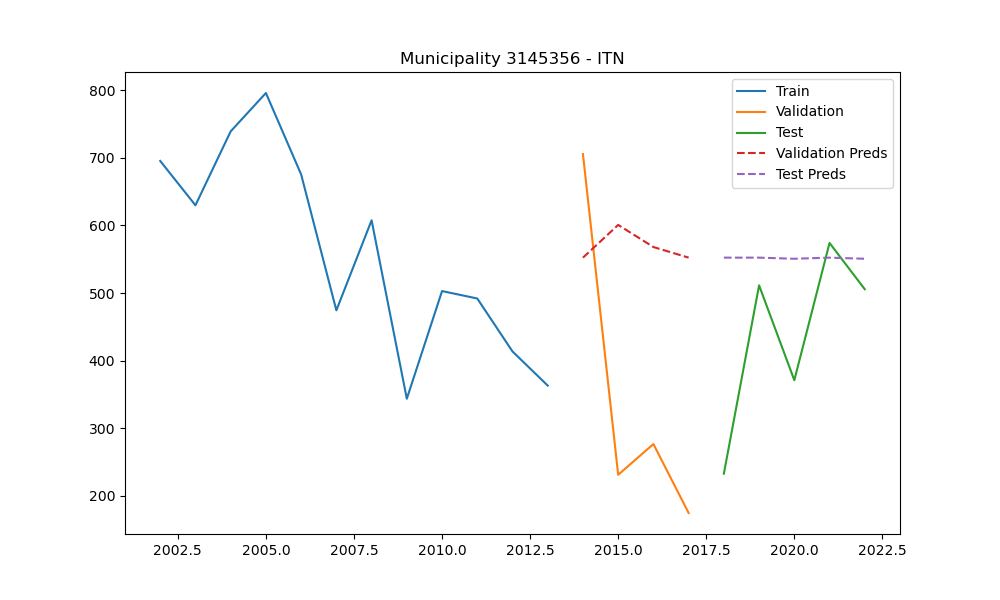 Municipality 3145356 - ITN
800
700
600
500
400
300
200
Train
Validation
Test
Validation Preds
Test Preds
2002.5 2005.0 2007.5 2010.0 2012.5 2015.0 2017.5 2020.0 2022.5